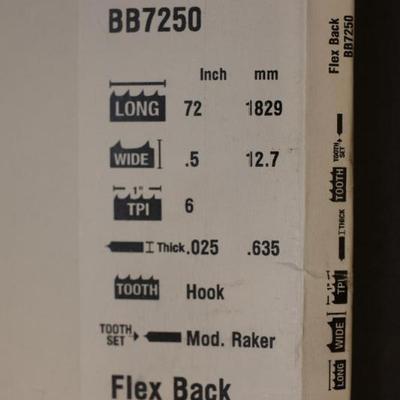 BB7250
Inch mm
LONG 72 1829
WIDE .5 12.7
1"
TPI 6
Thick .025 .635
TOOTH Hook
TOOTH SET Mod. Raker
Flex Back
Flex Back
BB7250
TOOTH SET
TOOTH
THICK
TPI
WIDE
LONG